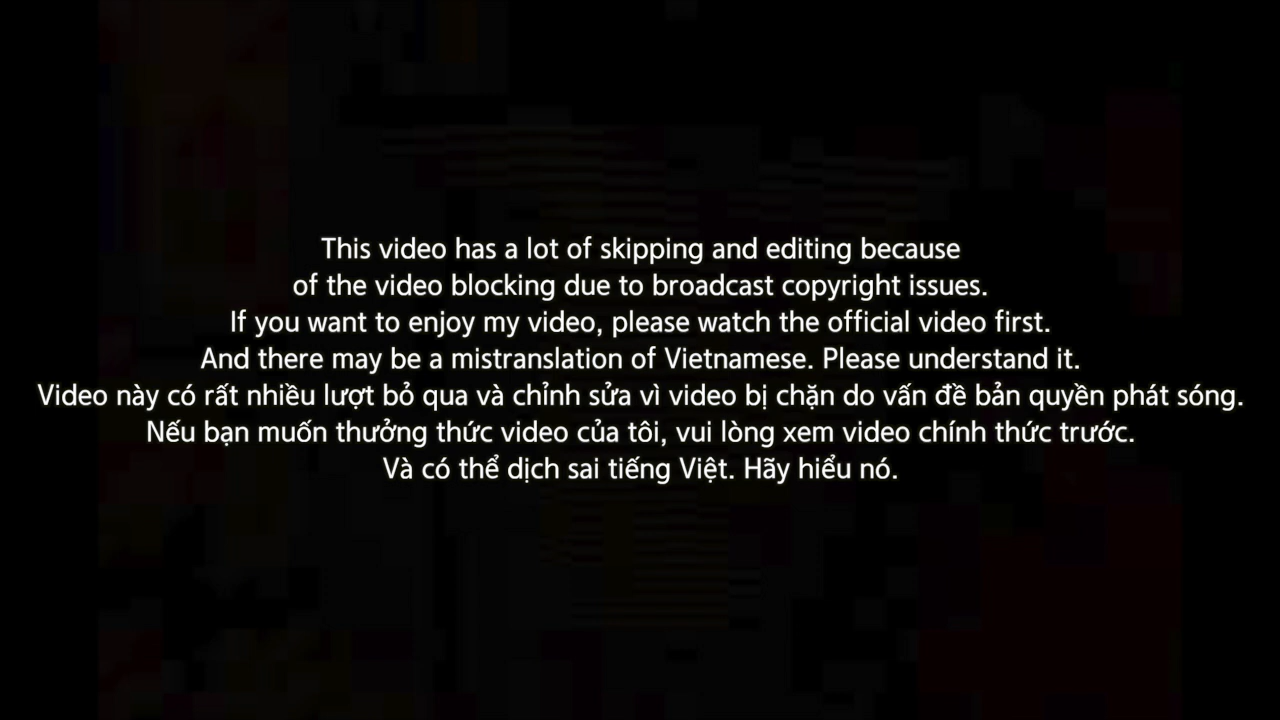 This video has a lot of skipping and editing because
of the video blocking due to broadcast copyright issues.
If you want to enjoy my video, please watch the official video first.
And there may be a mistranslation of Vietnamese. Please understand it.
Video này có rất nhiều lượt bỏ qua và chỉnh sửa vì video bị chặn do vấn đề bản quyền phát sóng.
Nếu bạn muốn thưởng thức video của tôi, vui lòng xem video chính thức trước.
Và có thể dịch sai tiếng Việt. Hãy hiểu nó.